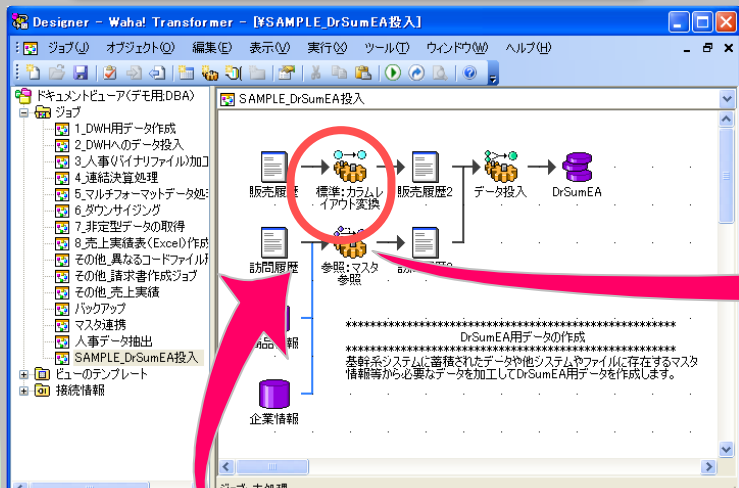 Designer - Waha! Transformer - [¥SAMPLE_DrSumEA投入]
ジョブ(J) オブジェクト(O) 編集(E) 表示(V) 実行(X) ツール(T) ウィンドウ(W) ヘルプ(H)
ドキュメントビューア(デモ用:DBA)
ジョブ
1_DWH用データ作成
2_DWHへのデータ投入
3_人事(バイナリファイル)加工
4_連結決算処理
5_マルチフォーマットデータ処
6_ダウンサイジング
7_非定型データの取得
8_売上実績表(Excel)作成
その他_異なるコードファイル
その他_請求書作成ジョブ
その他_売上実績
バックアップ
マスタ連携
人事データ抽出
SAMPLE_DrSumEA投入
ビューのテンプレート
接続情報
SAMPLE_DrSumEA投入
販売履歴
標準:カラムレ
イアウト変換
販売履歴2
データ投入
DrSumEA
訪問履歴
参照:マスタ
参照
企業情報
DrSumEA用データの作成
基幹系システムに蓄積されたデータや他システムやファイルに存在するマスタ
情報等から必要なデータを加工してDrSumEA用データを作成します。